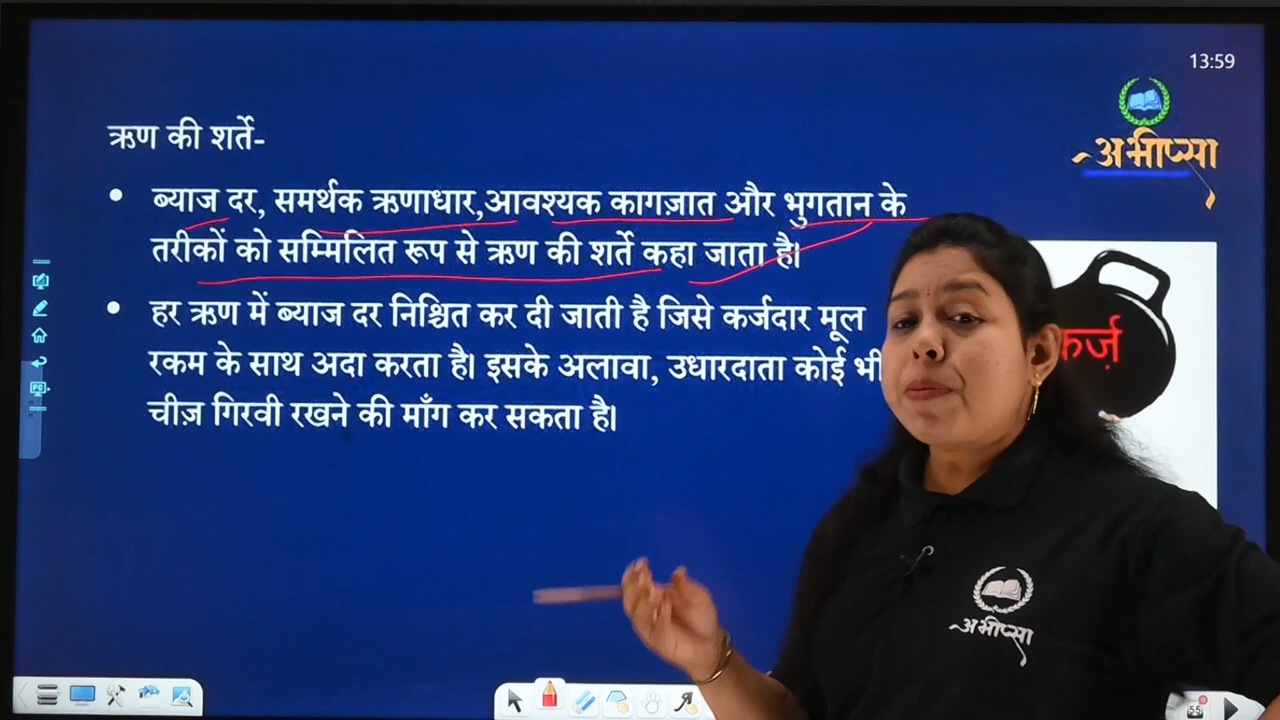 13:59
अभीप्सा
ऋण की शर्ते-
• ब्याज दर, समर्थक ऋणाधार,आवश्यक कागज़ात और भुगतान के
तरीकों को सम्मिलित रूप से ऋण की शर्ते कहा जाता है।
• हर ऋण में ब्याज दर निश्चित कर दी जाती है जिसे कर्जदार मूल
रकम के साथ अदा करता है। इसके अलावा, उधारदाता कोई भी
चीज़ गिरवी रखने की माँग कर सकता है।
कर्ज़
अभीप्सा